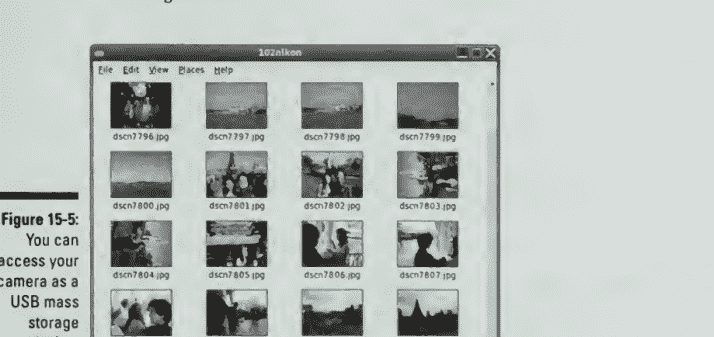 102nikon
File Edit View Places Help
dscn7796.jpg dscn7797.jpg dscn7798.jpg dscn7799.jpg
dscn7800.jpg dscn7801.jpg dscn7802.jpg dscn7803.jpg
dscn7804.jpg dscn7805.jpg dscn7806.jpg dscn7807.jpg
Figure 15-5:
You can
access your
camera as a
USB mass
storage